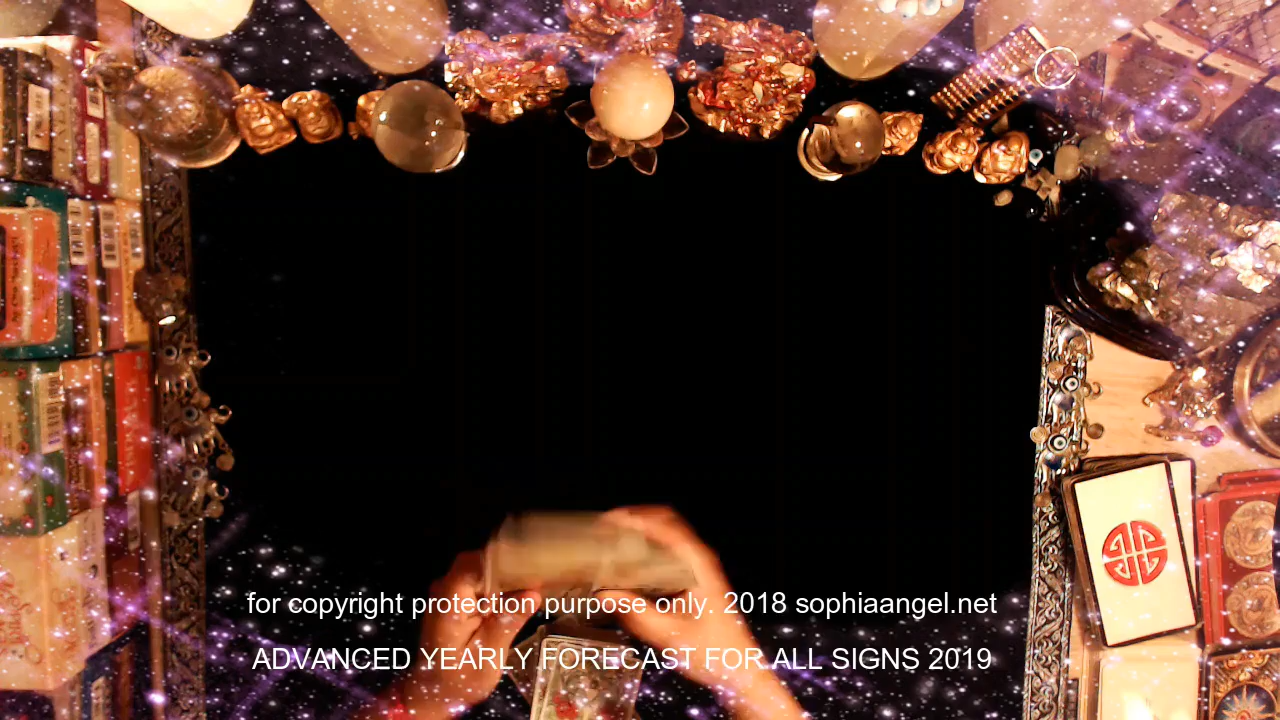 for copyright protection purpose only. 2018 sophiaangel.net
ADVANCED YEARLY FORECAST FOR ALL SIGNS 2019